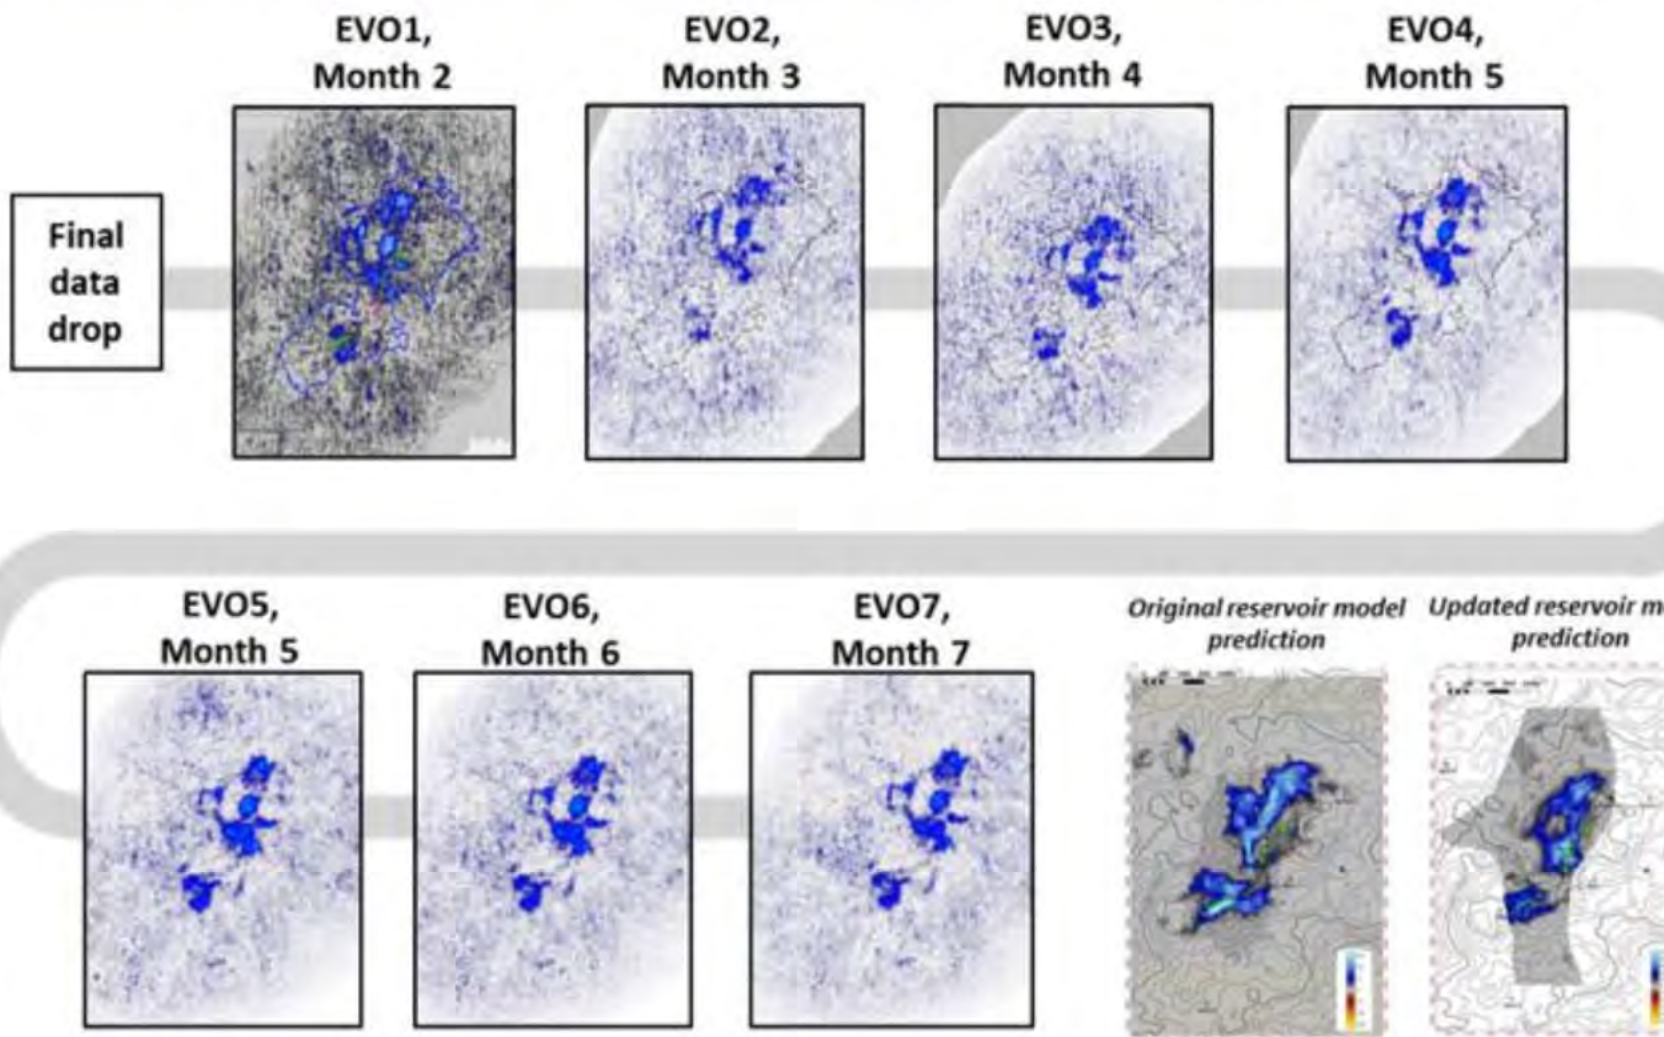 EVO1,
Month 2
EVO2,
Month 3
EVO3,
Month 4
EVO4,
Month 5
Final
data
drop
EVO5,
Month 5
EVO6,
Month 6
EVO7,
Month 7
Original reservoir model
prediction
Updated reservoir m
prediction